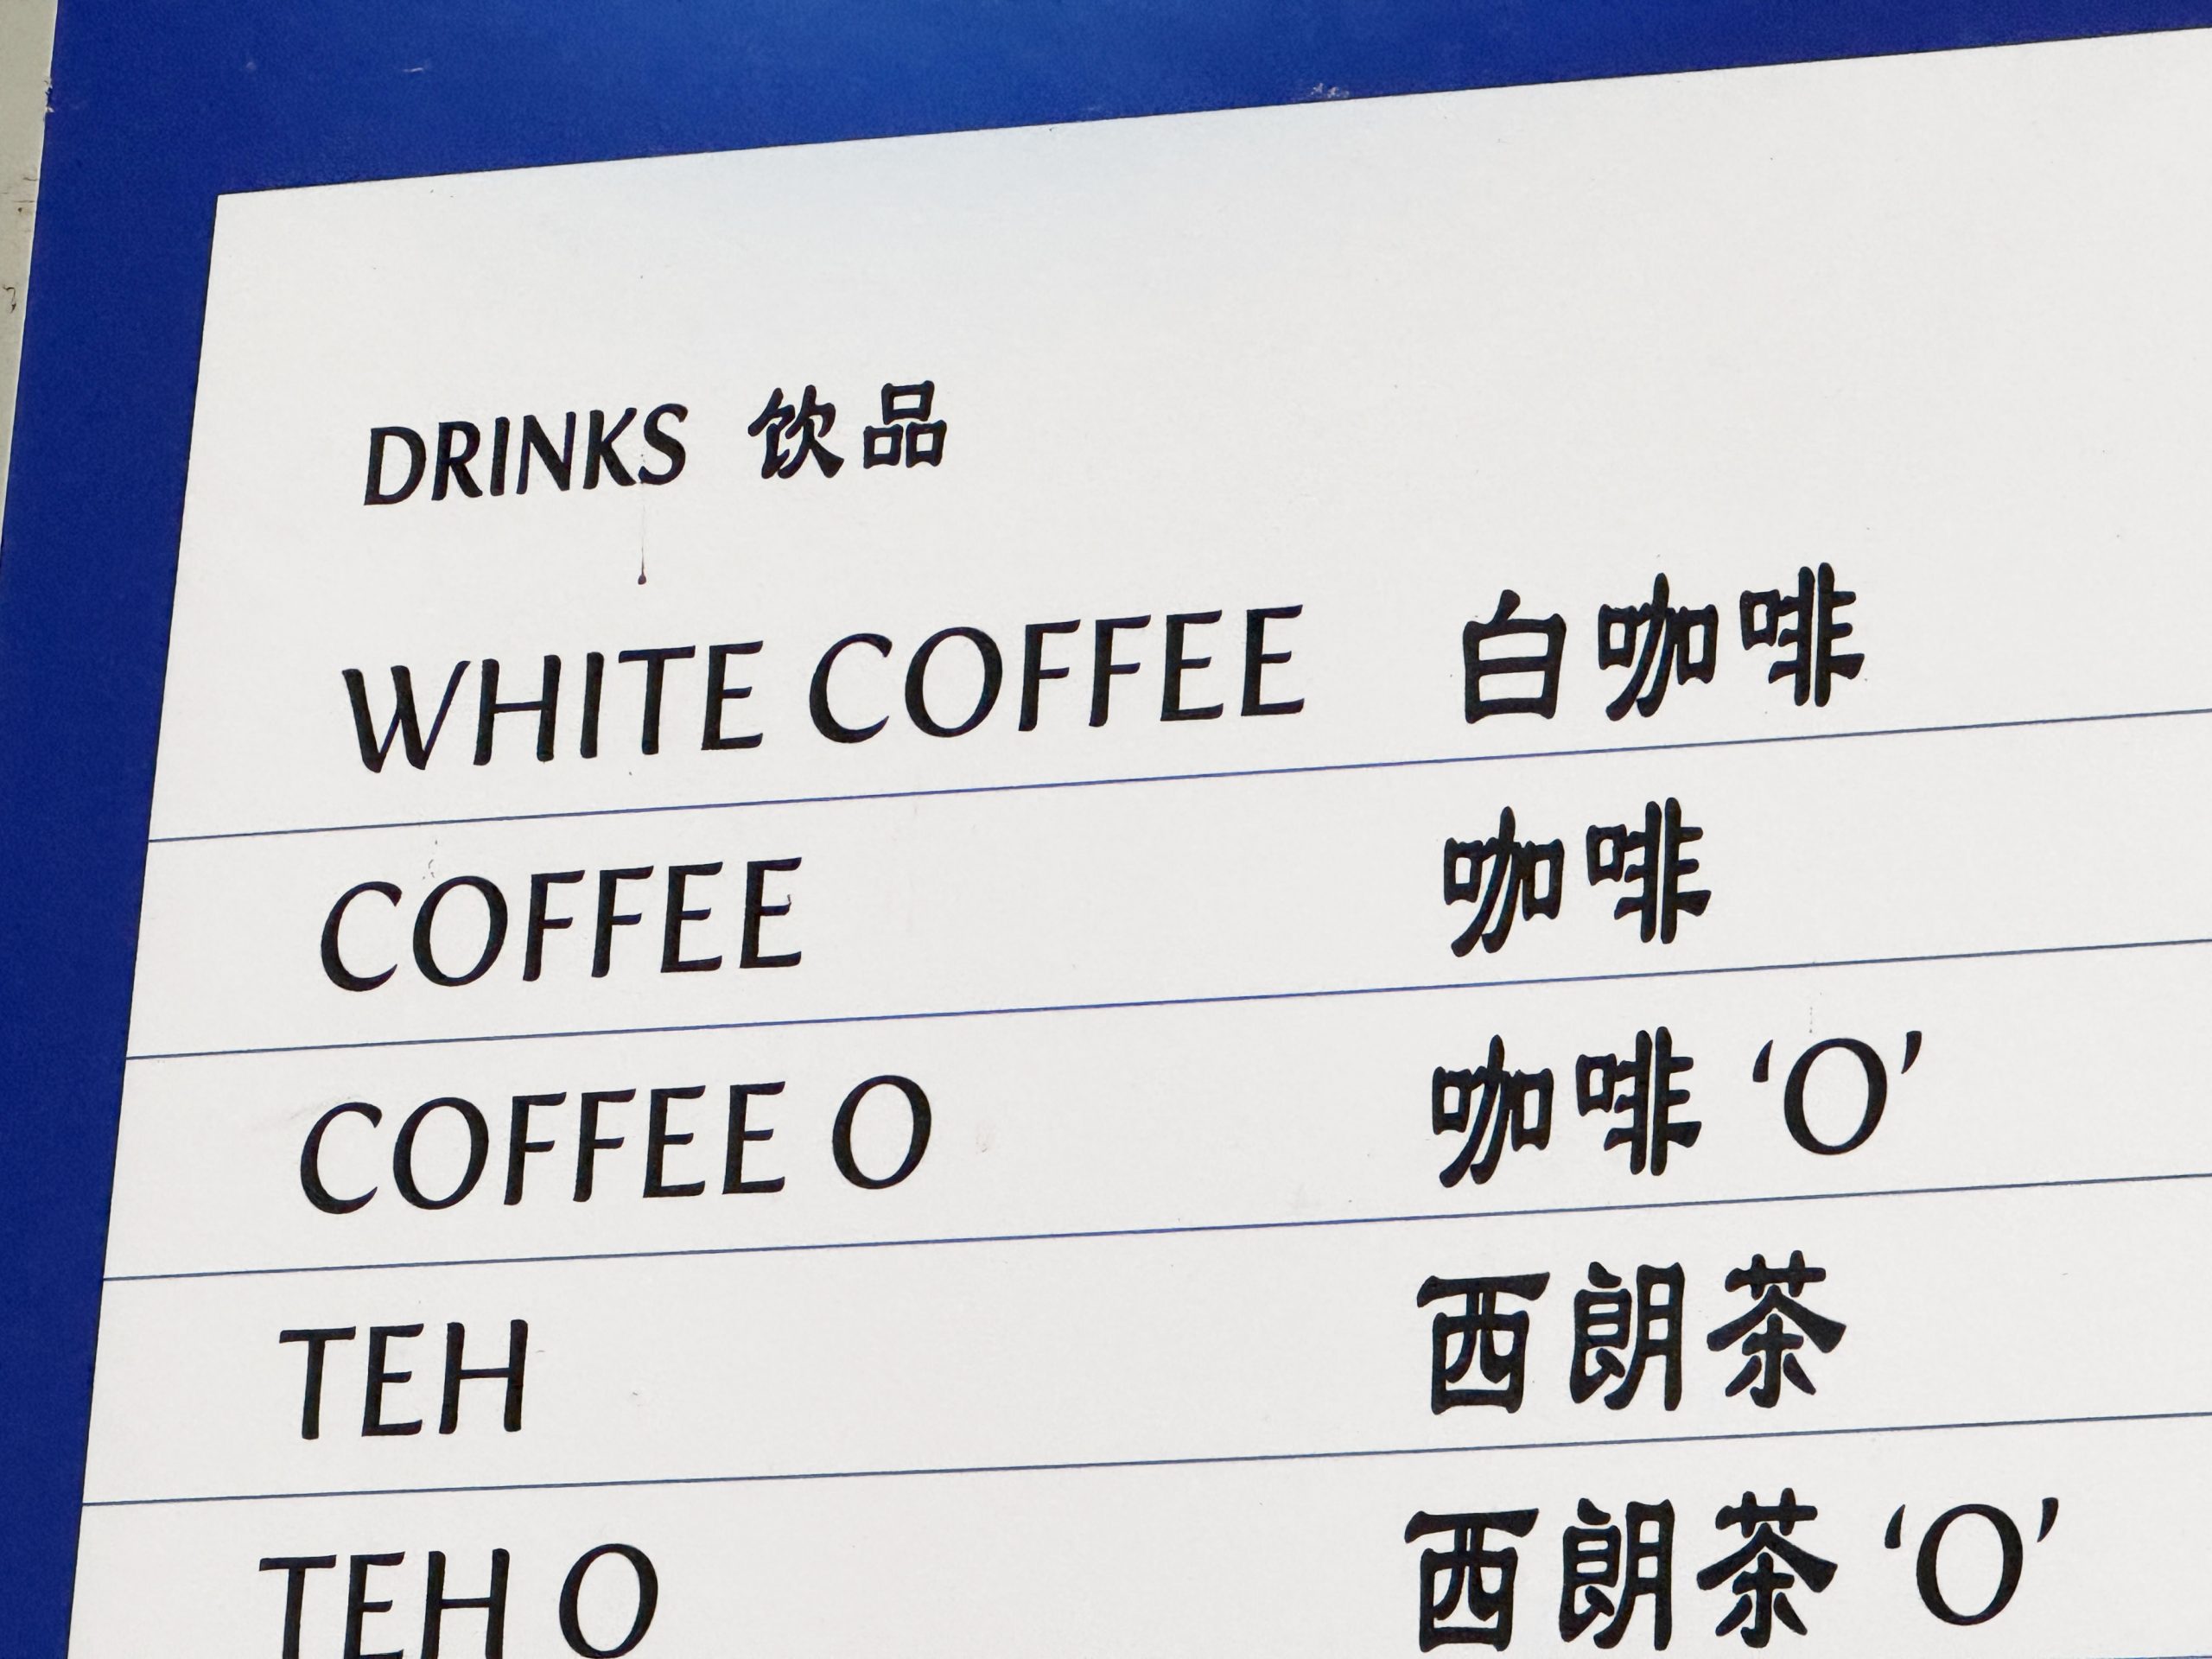 DRINKS 饮品
WHITE COFFEE 白咖啡
COFFEE 咖啡
COFFEE O 咖啡 ‘O’
TEH 西朗茶
TEH O 西朗茶 ‘O’